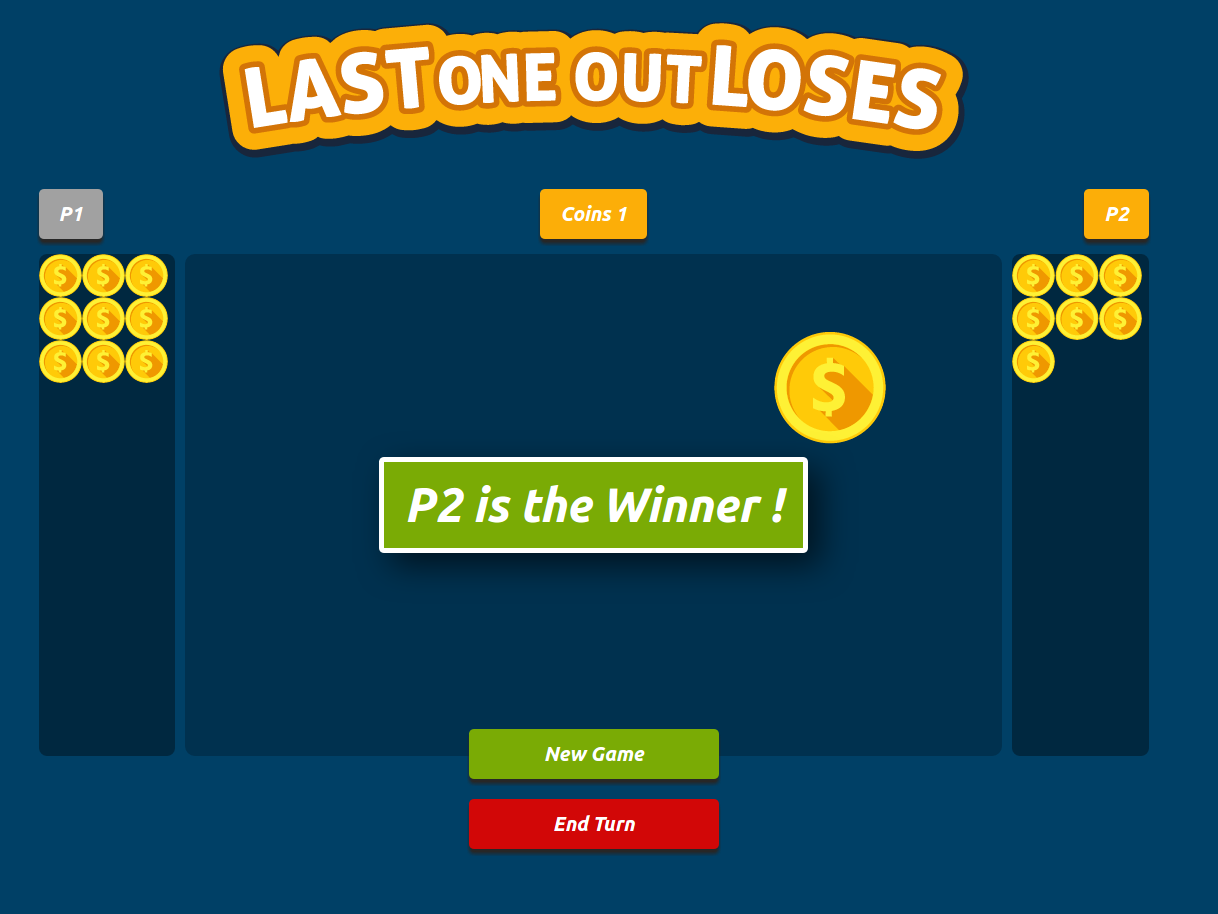 LAST ONE OUT LOSES
P1
Coins 1
P2
$ $ $
$ $ $
$ $ $
$ $ $
$ $ $
$
$
P2 is the Winner !
New Game
End Turn